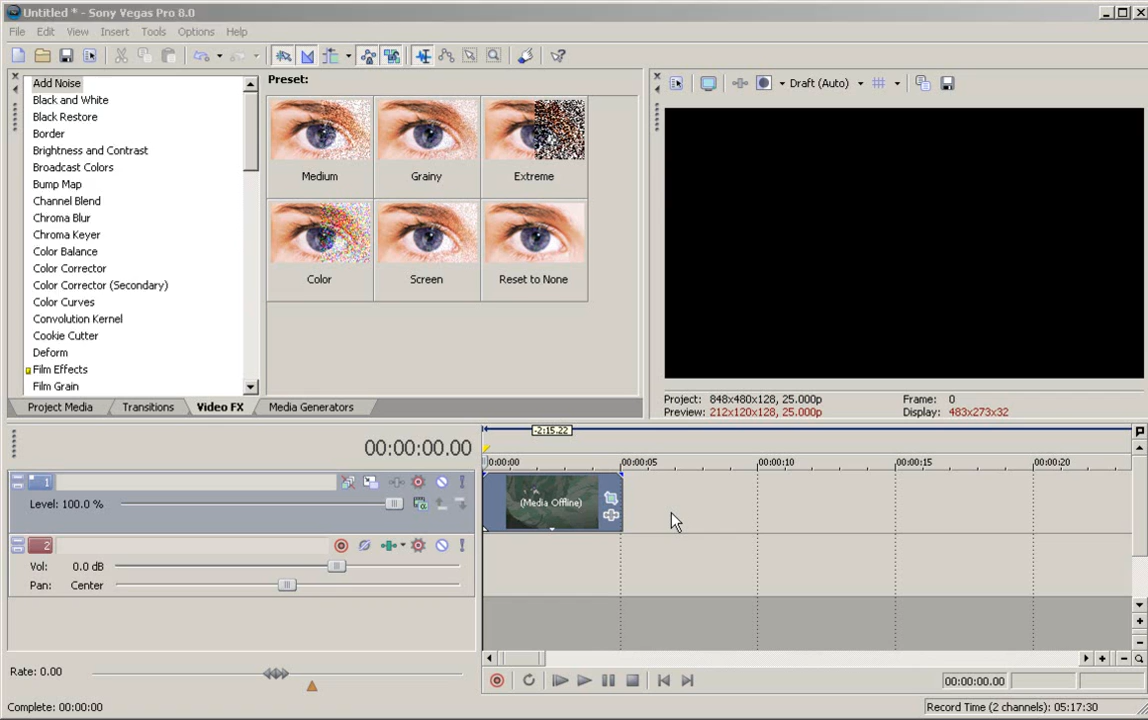 Untitled * - Sony Vegas Pro 8.0
File Edit View Insert Tools Options Help
Add Noise
Black and White
Black Restore
Border
Brightness and Contrast
Broadcast Colors
Bump Map
Channel Blend
Chroma Blur
Chroma Keyer
Color Balance
Color Corrector
Color Corrector (Secondary)
Color Curves
Convolution Kernel
Cookie Cutter
Deform
Film Effects
Film Grain
Preset:
Medium Grainy Extreme
Color Screen Reset to None
Project Media Transitions Video FX Media Generators
Draft (Auto)
Project: 848x480x128, 25.000p Frame: 0
Preview: 212x120x128, 25.000p Display: 483x273x32
-2:15.22
00:00:00.00
0:00:00 00:00:05 00:00:10 00:00:15 00:00:20
1
Level: 100.0 %
(Media Offline)
2
Vol: 0.0 dB
Pan: Center
Rate: 0.00
00:00:00.00
Complete: 00:00:00
Record Time (2 channels): 05:17:30